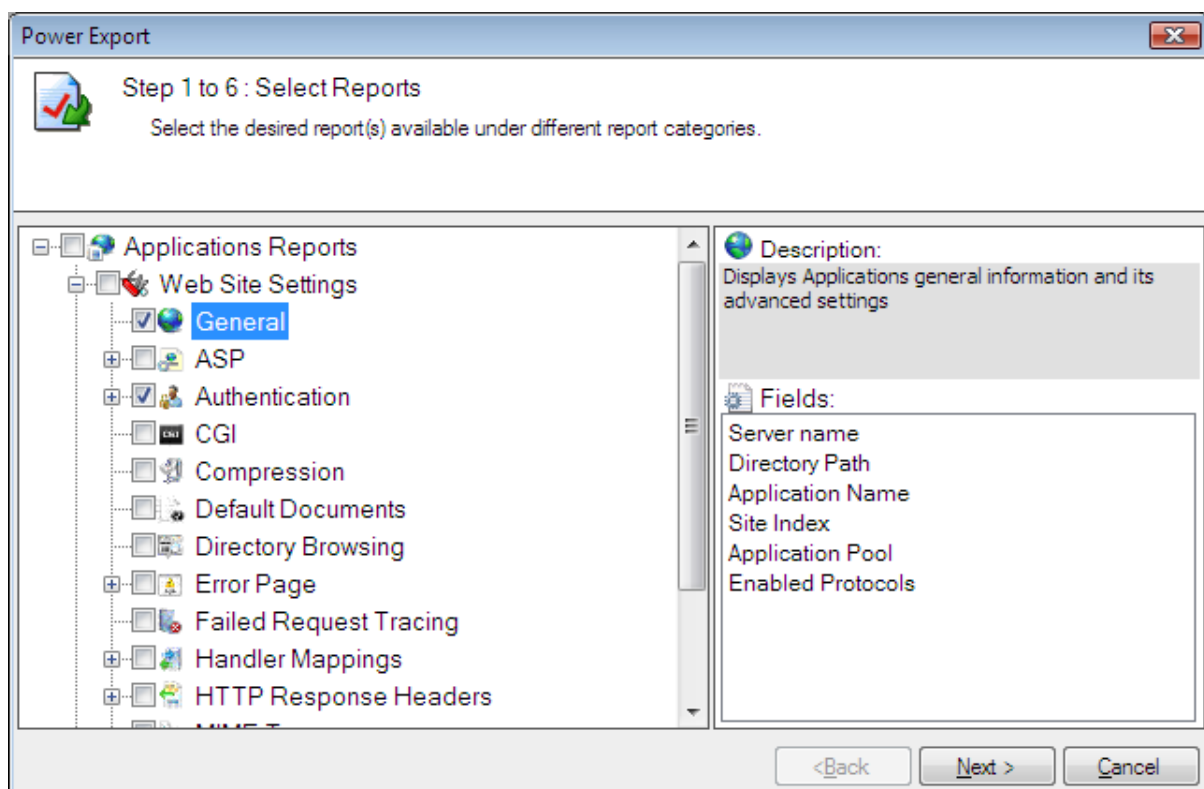 Power Export
Step 1 to 6 : Select Reports
Select the desired report(s) available under different report categories.
Applications Reports
Web Site Settings
General
ASP
Authentication
CGI
Compression
Default Documents
Directory Browsing
Error Page
Failed Request Tracing
Handler Mappings
HTTP Response Headers
Description:
Displays Applications general information and its
advanced settings
Fields:
Server name
Directory Path
Application Name
Site Index
Application Pool
Enabled Protocols
<Back
Next >
Cancel